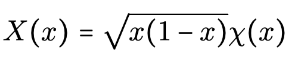 X(x) = √x(1 − x)χ(x)